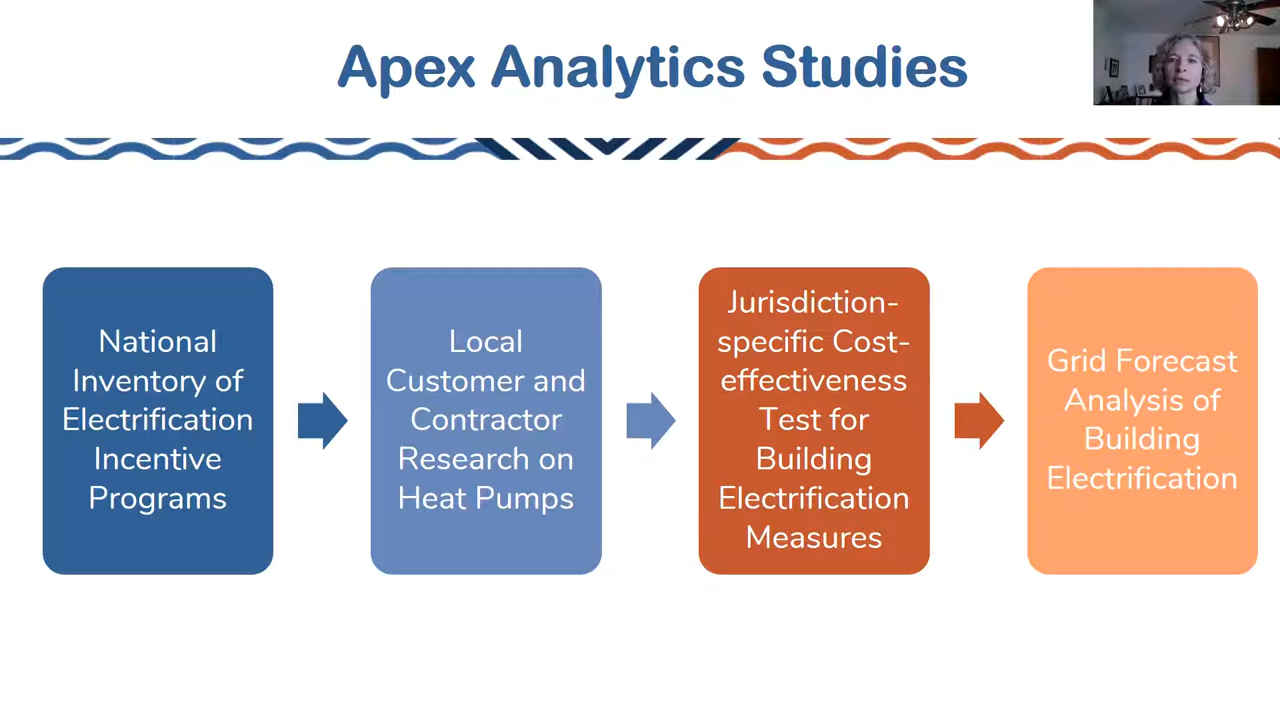 Apex Analytics Studies
National
Inventory of
Electrification
Incentive
Programs
Local
Customer and
Contractor
Research on
Heat Pumps
Jurisdiction-
specific Cost-
effectiveness
Test for
Building
Electrification
Measures
Grid Forecast
Analysis of
Building
Electrification